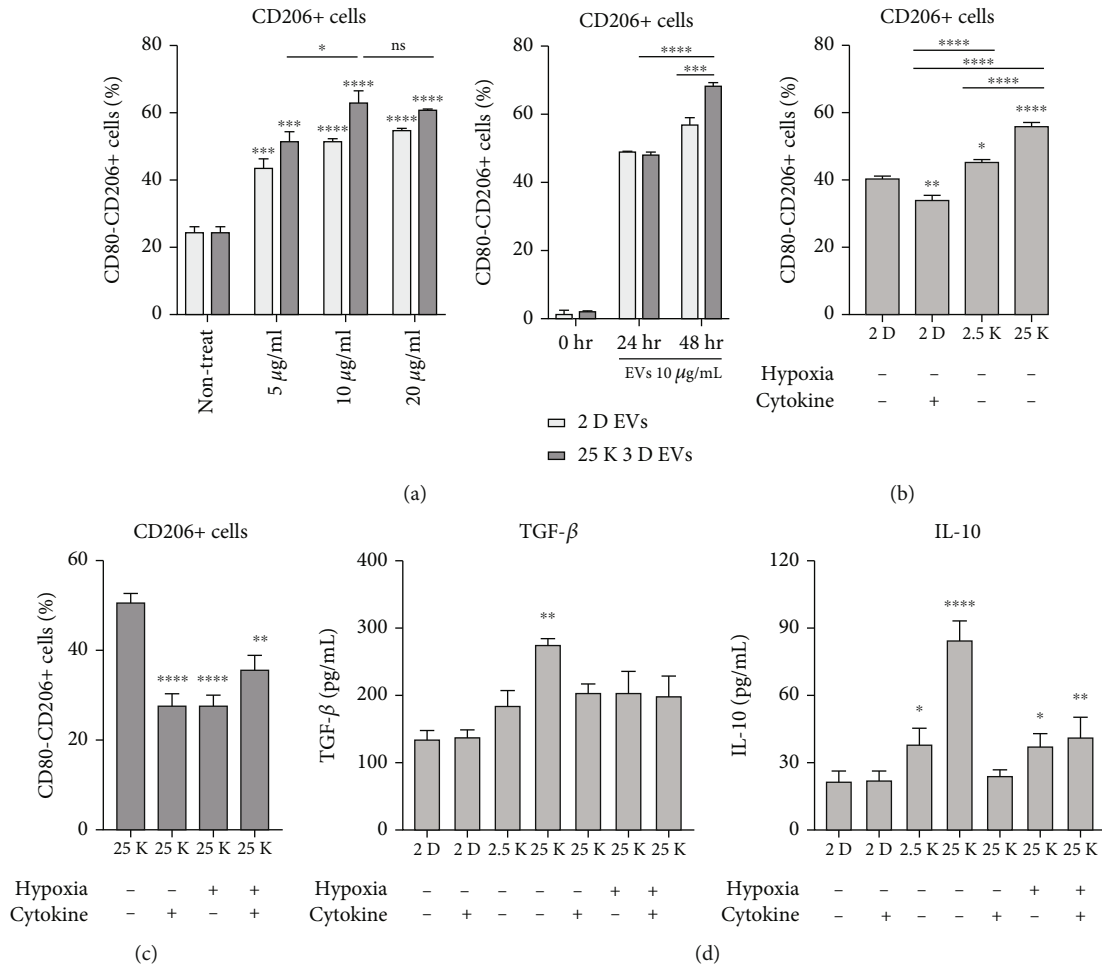 CD206+ cells
CD80-CD206+ cells (%)
80
60
40
20
0
*
ns
***
***
****
****
****
****
Non-treat
5 μg/ml
10 μg/ml
20 μg/ml
CD206+ cells
CD80-CD206+ cells (%)
80
60
40
20
0
****
***
0 hr
24 hr
48 hr
EVs 10 μg/mL
2 D EVs
25 K 3 D EVs
(a)
CD206+ cells
CD80-CD206+ cells (%)
80
60
40
20
0
****
****
****
**
*
****
2 D 2 D 2.5 K 25 K
Hypoxia – – – –
Cytokine – + – –
(b)
CD206+ cells
CD80-CD206+ cells (%)
60
40
20
0
****
****
**
25 K 25 K 25 K 25 K
Hypoxia – – + +
Cytokine – + – +
(c)
TGF-β
TGF-β (pg/mL)
400
300
200
100
0
**
2 D 2 D 2.5 K 25 K 25 K 25 K 25 K
Hypoxia – – – – – + +
Cytokine – + – – + – +
IL-10
IL-10 (pg/mL)
120
90
60
30
0
*
****
*
**
2 D 2 D 2.5 K 25 K 25 K 25 K 25 K
Hypoxia – – – – – + +
Cytokine – + – – + – +
(d)